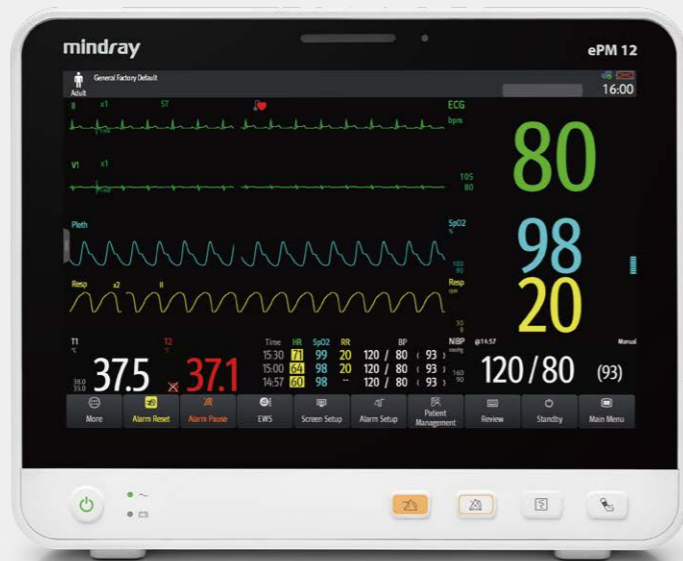 mindray ePM 12
Adult General Factory Default 16:00
II x1 ST ECG
bpm 80
1mV
V1 x1
105
80
1mV
Pleth SpO2
% 98
100
90
Resp x2 II Resp
rpm 20
30
8
T1 T2 Time HR SpO2 RR BP NIBP @14:57 Manual
°C °C mmHg
15:30 71 99 20 120 / 80 ( 93 )
37.5 37.1 15:00 64 98 20 120 / 80 ( 93 ) 120/80 (93)
38.0
35.0
14:57 60 98 -- 120 / 80 ( 93 )
160
90
More Alarm Reset Alarm Pause EWS Screen Setup Alarm Setup Patient Management Review Standby Main Menu